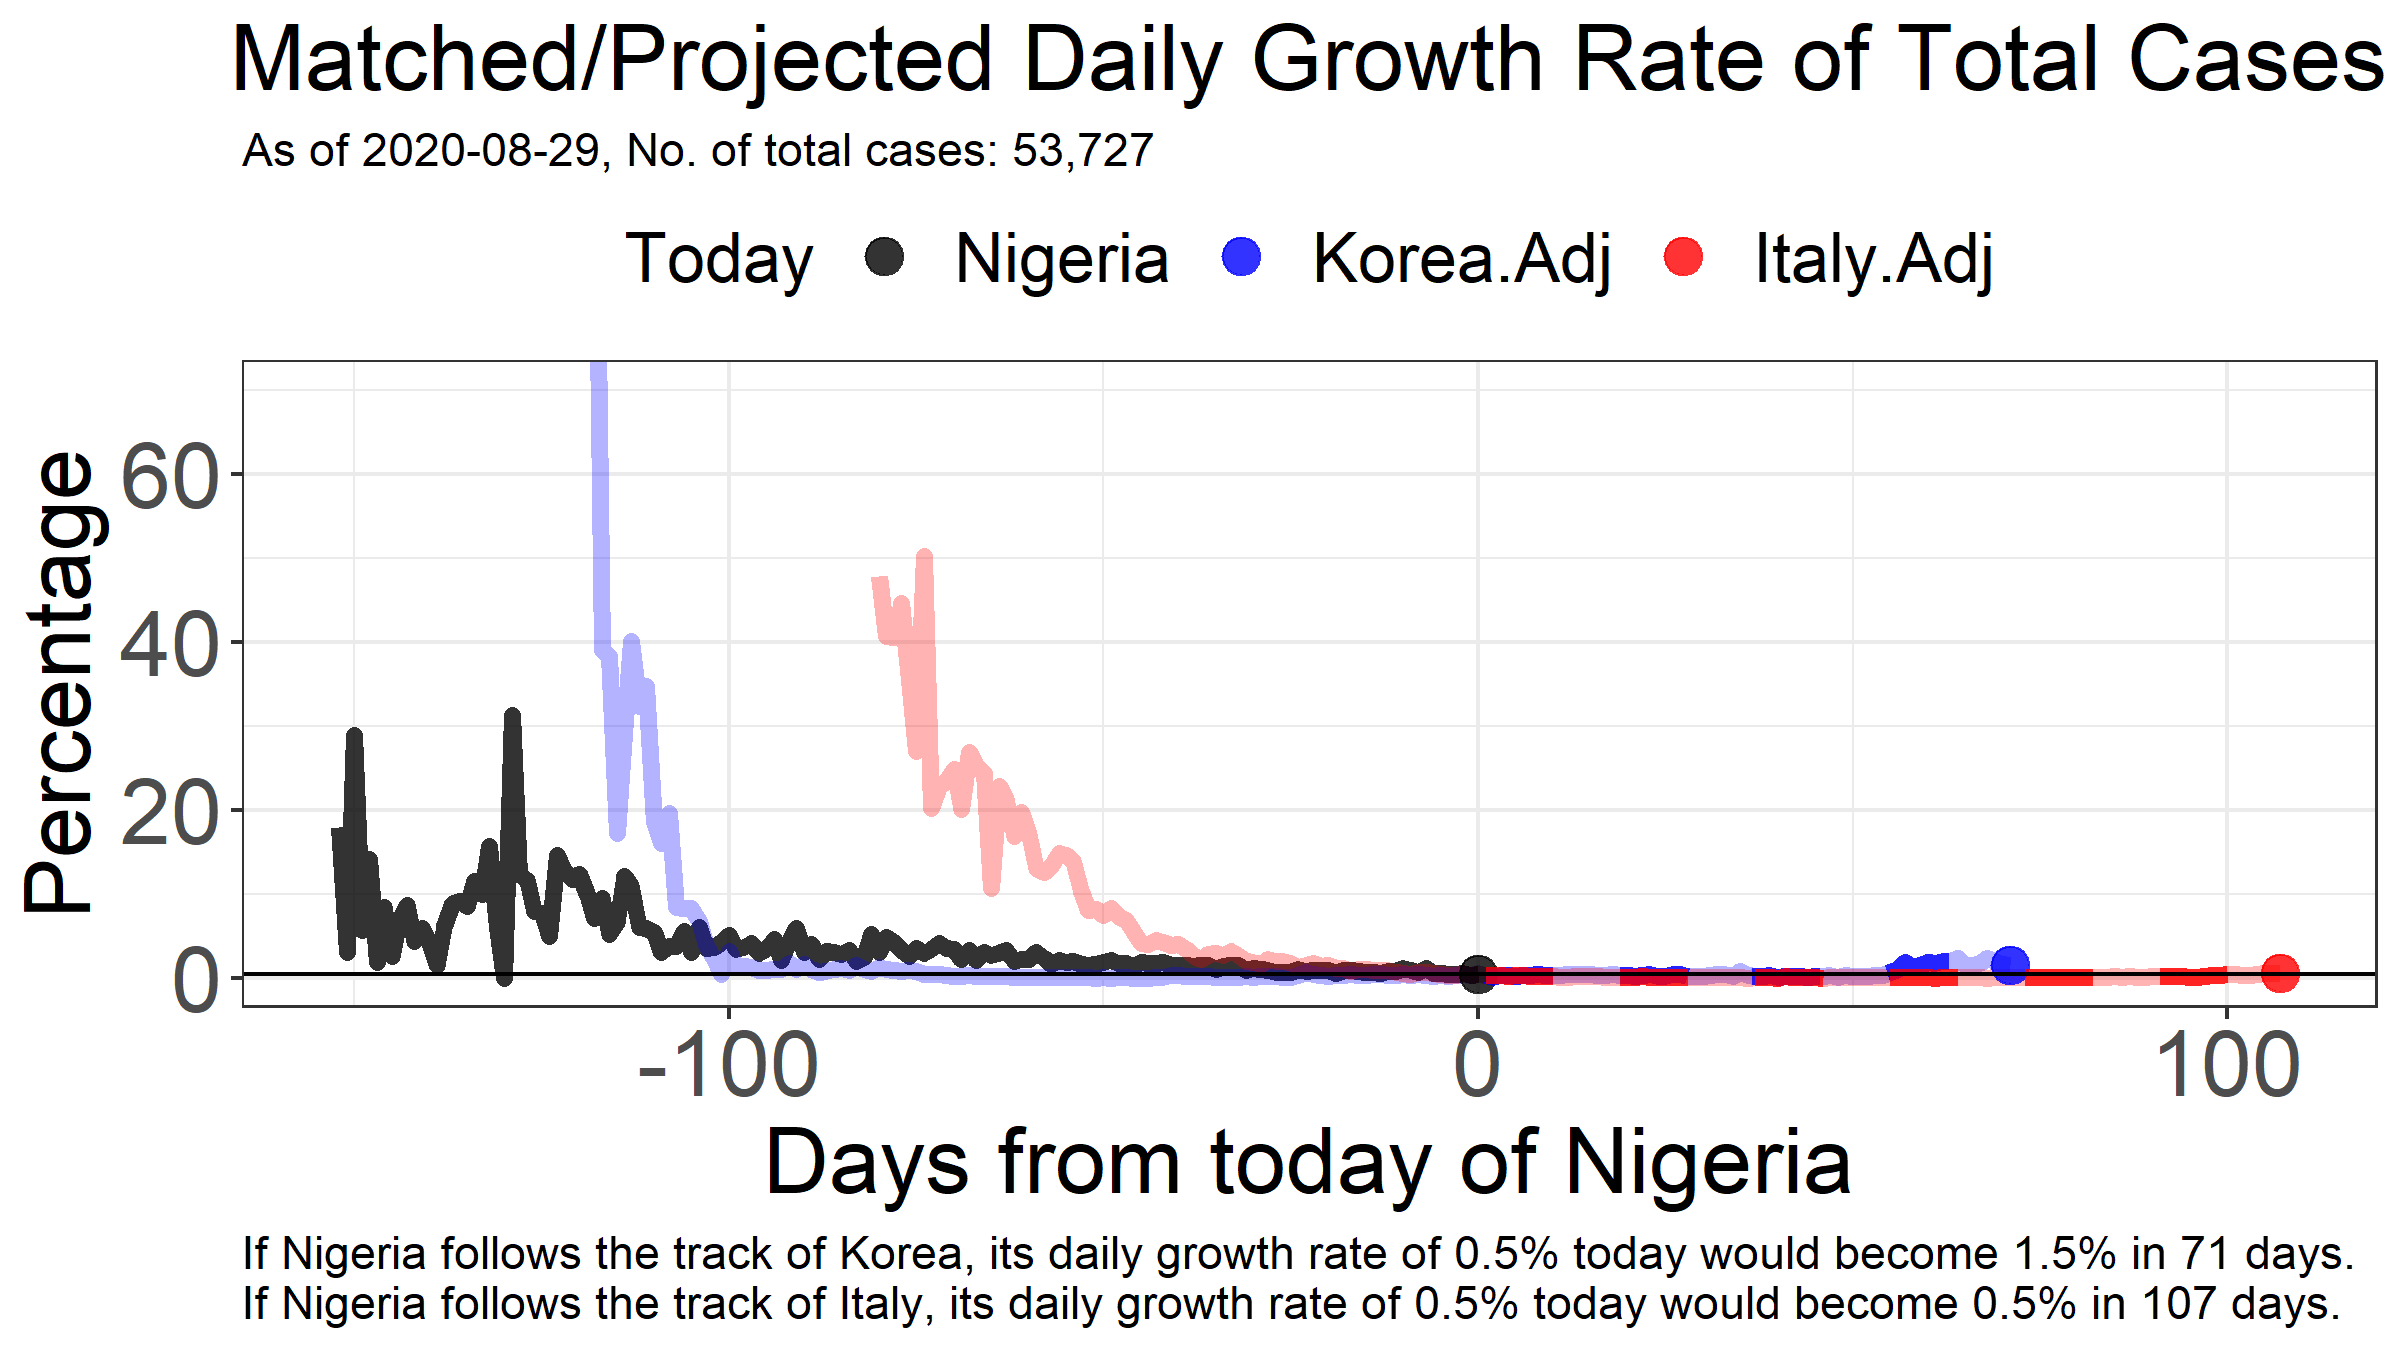 Matched/Projected Daily Growth Rate of Total Cases
As of 2020-08-29, No. of total cases: 53,727
Today Nigeria Korea.Adj Italy.Adj
Percentage
60
40
20
0
-100 0 100
Days from today of Nigeria
If Nigeria follows the track of Korea, its daily growth rate of 0.5% today would become 1.5% in 71 days.
If Nigeria follows the track of Italy, its daily growth rate of 0.5% today would become 0.5% in 107 days.